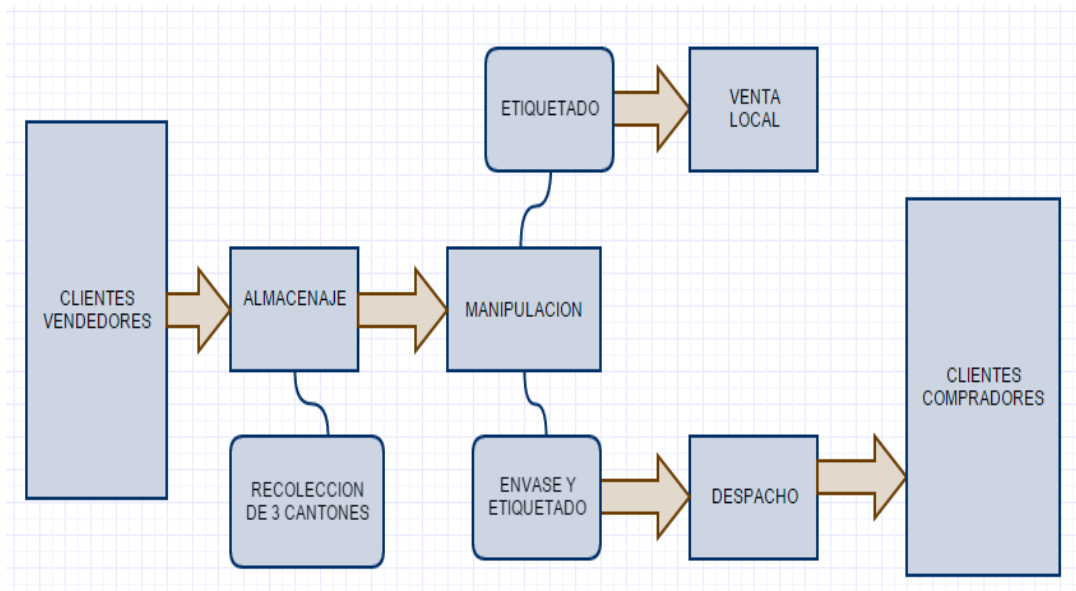 CLIENTES
VENDEDORES
ALMACENAJE
RECOLECCION
DE 3 CANTONES
MANIPULACION
ETIQUETADO
VENTA
LOCAL
ENVASE Y
ETIQUETADO
DESPACHO
CLIENTES
COMPRADORES